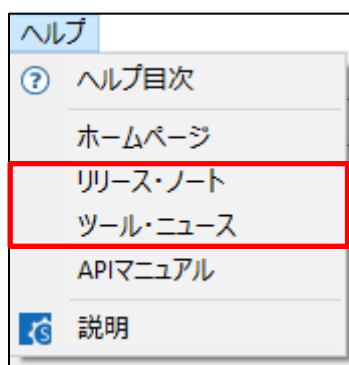 ヘルプ
ヘルプ目次
ホームページ
リリース・ノート
ツール・ニュース
APIマニュアル
説明